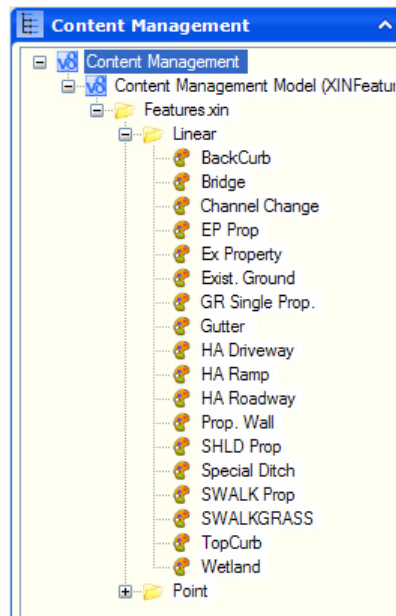 Content Management
v8 Content Management
v8 Content Management Model (XINFeatur
Features.xin
Linear
BackCurb
Bridge
Channel Change
EP Prop
Ex Property
Exist. Ground
GR Single Prop.
Gutter
HA Driveway
HA Ramp
HA Roadway
Prop. Wall
SHLD Prop
Special Ditch
SWALK Prop
SWALKGRASS
TopCurb
Wetland
Point